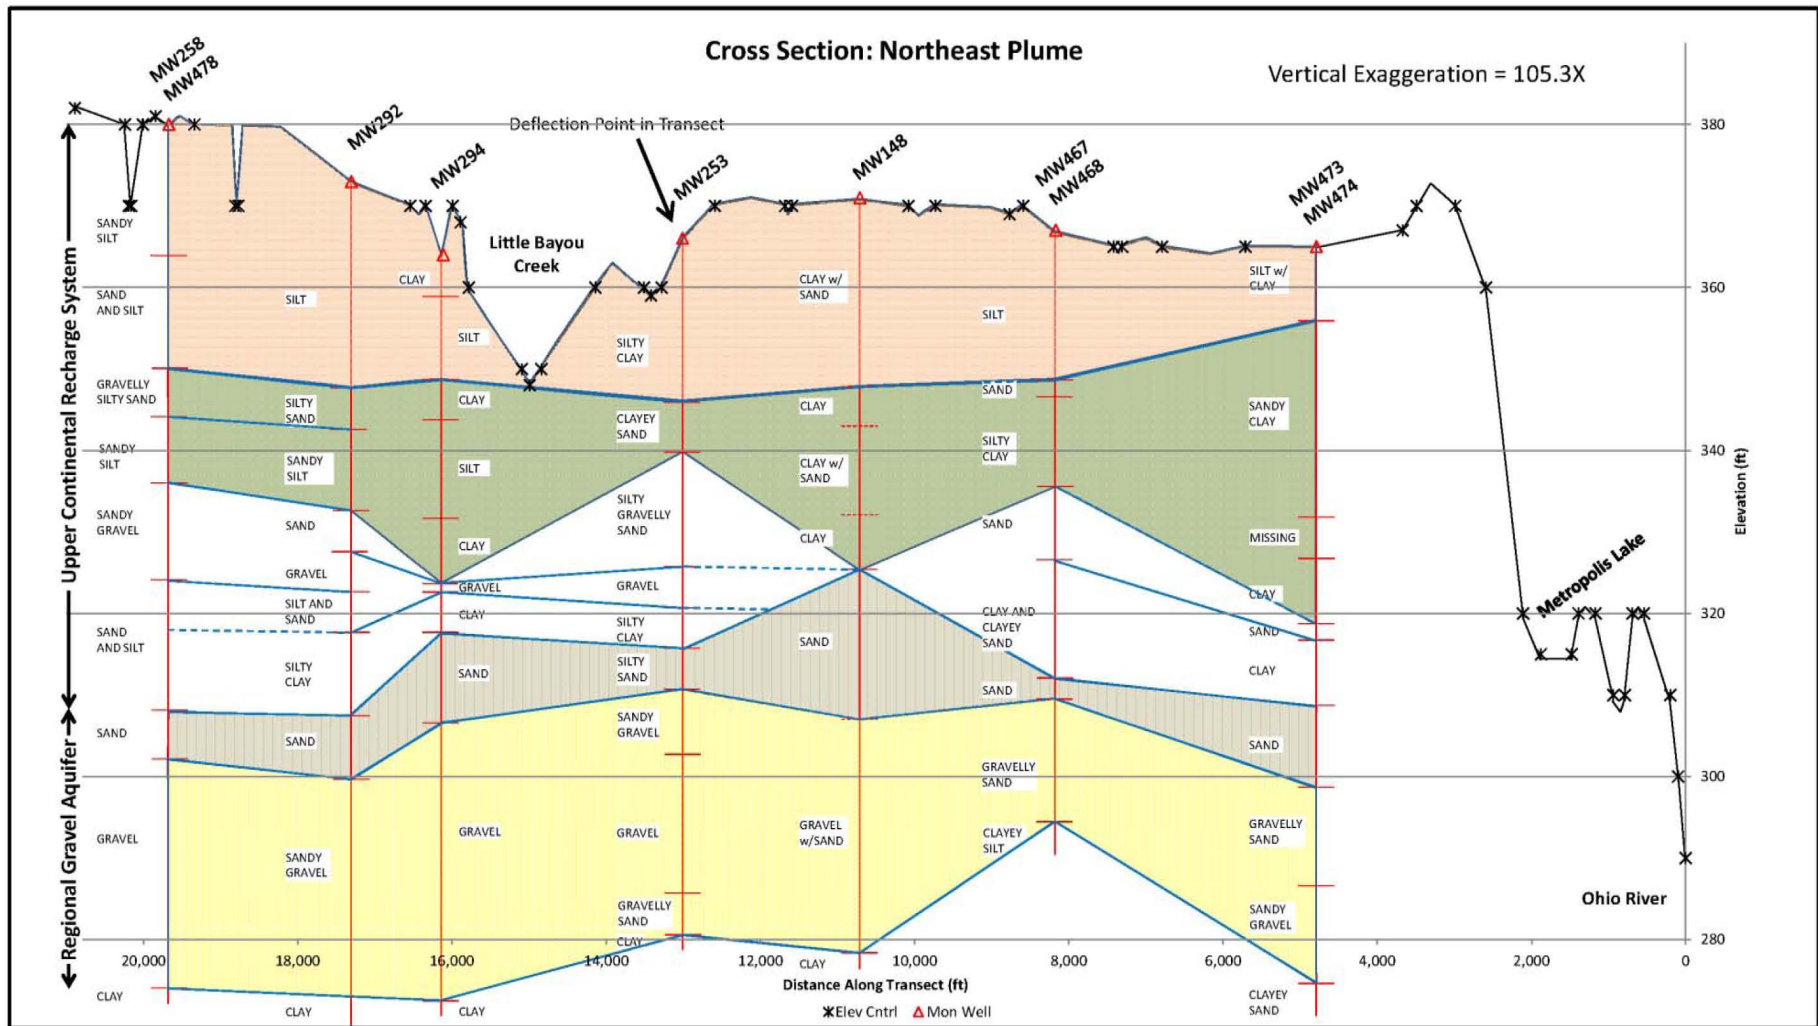 Cross Section: Northeast Plume
Vertical Exaggeration = 105.3X
MW258
MW478
MW292
MW294
Deflection Point in Transect
MW253
MW148
MW467
MW468
MW473
MW474
Little Bayou
Creek
Metropolis Lake
Ohio River
Upper Continental Recharge System
Regional Gravel Aquifer
SANDY
SILT
SAND
AND SILT
GRAVELLY
SILTY SAND
SANDY
SILT
SANDY
GRAVEL
SAND
AND SILT
SAND
GRAVEL
CLAY
SILT
SILTY
SAND
SANDY
SILT
SAND
GRAVEL
SILT AND
SAND
SILTY
CLAY
SAND
SANDY
GRAVEL
CLAY
CLAY
SILT
CLAY
SILT
CLAY
GRAVEL
CLAY
SAND
GRAVEL
CLAY
SILTY
CLAY
CLAYEY
SAND
SILTY
GRAVELLY
SAND
GRAVEL
SILTY
CLAY
SILTY
SAND
SANDY
GRAVEL
GRAVEL
GRAVELLY
SAND
CLAY
CLAY w/
SAND
CLAY
CLAY w/
SAND
CLAY
SAND
GRAVEL
w/SAND
CLAY
SILT
SAND
SILTY
CLAY
SAND
CLAY AND
CLAYEY
SAND
SAND
GRAVELLY
SAND
CLAYEY
SILT
SILT w/
CLAY
SANDY
CLAY
MISSING
CLAY
SAND
CLAY
SAND
GRAVELLY
SAND
SANDY
GRAVEL
CLAYEY
SAND
380
360
340
320
300
280
Elevation (ft)
20,000 18,000 16,000 14,000 12,000 10,000 8,000 6,000 4,000 2,000 0
Distance Along Transect (ft)
Elev Cntrl Mon Well